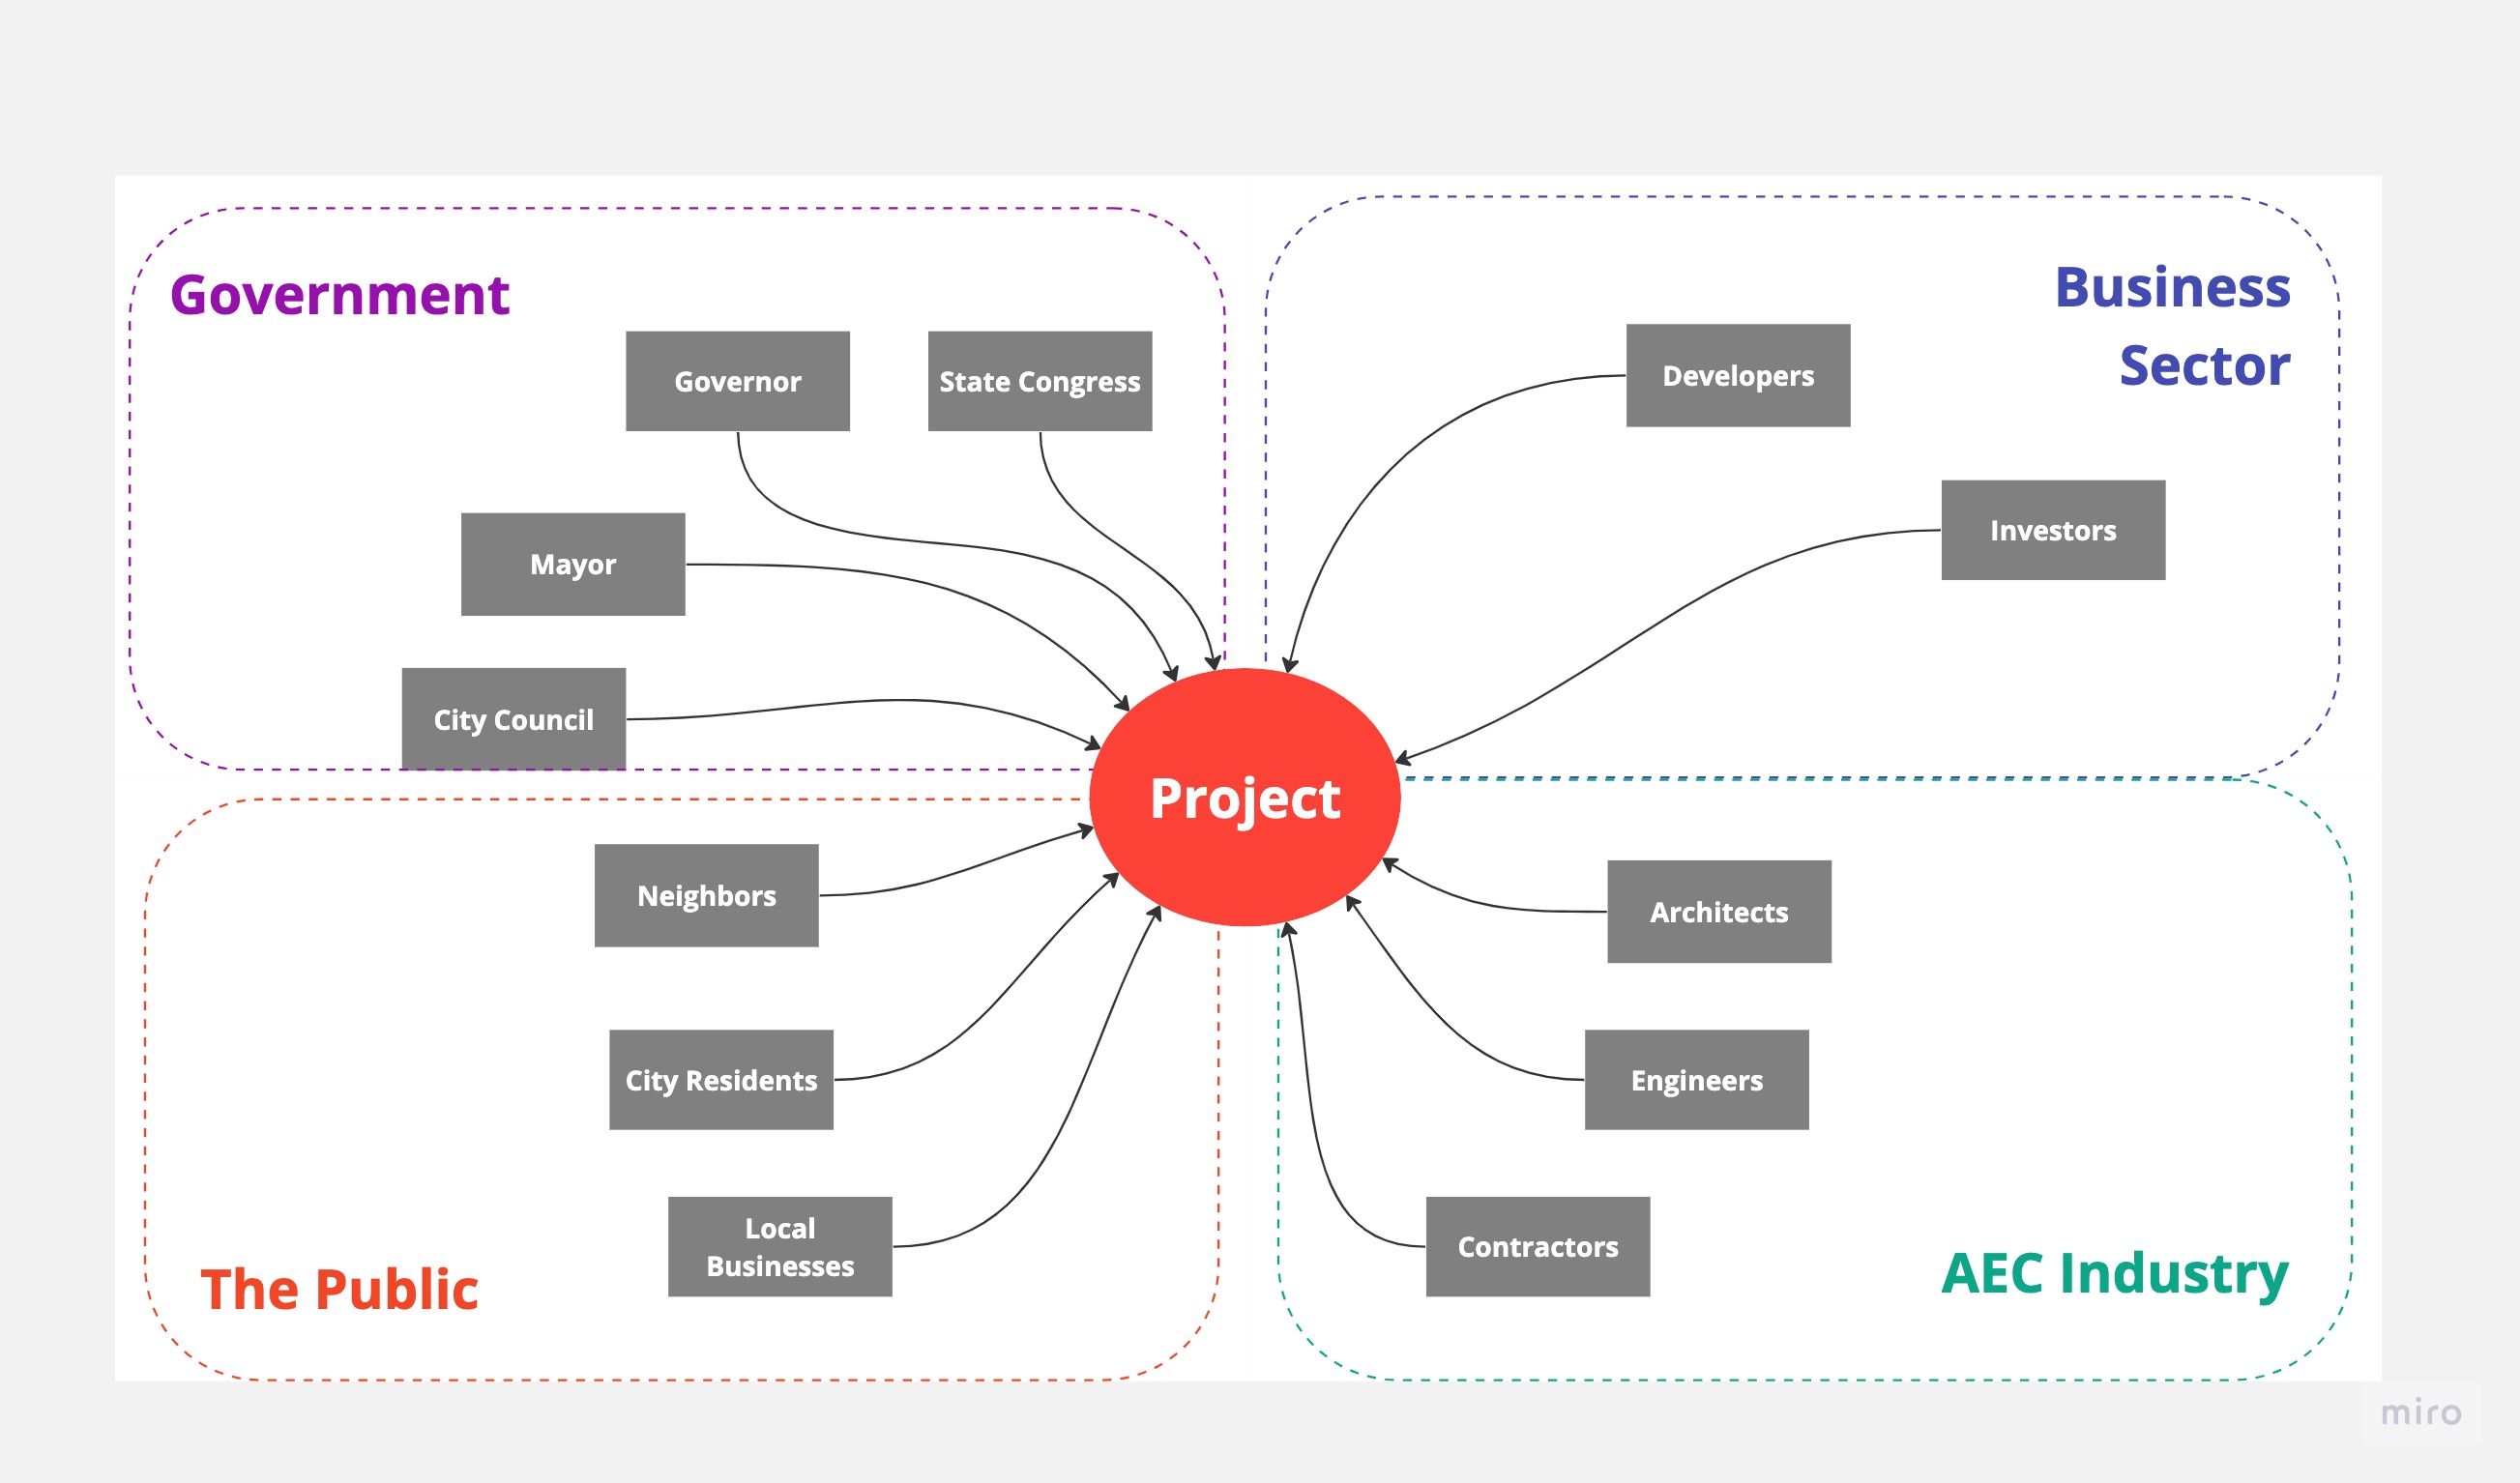 Government
Governor
State Congress
Mayor
City Council
Business
Sector
Developers
Investors
Project
Neighbors
City Residents
Local
Businesses
The Public
Architects
Engineers
Contractors
AEC Industry
miro